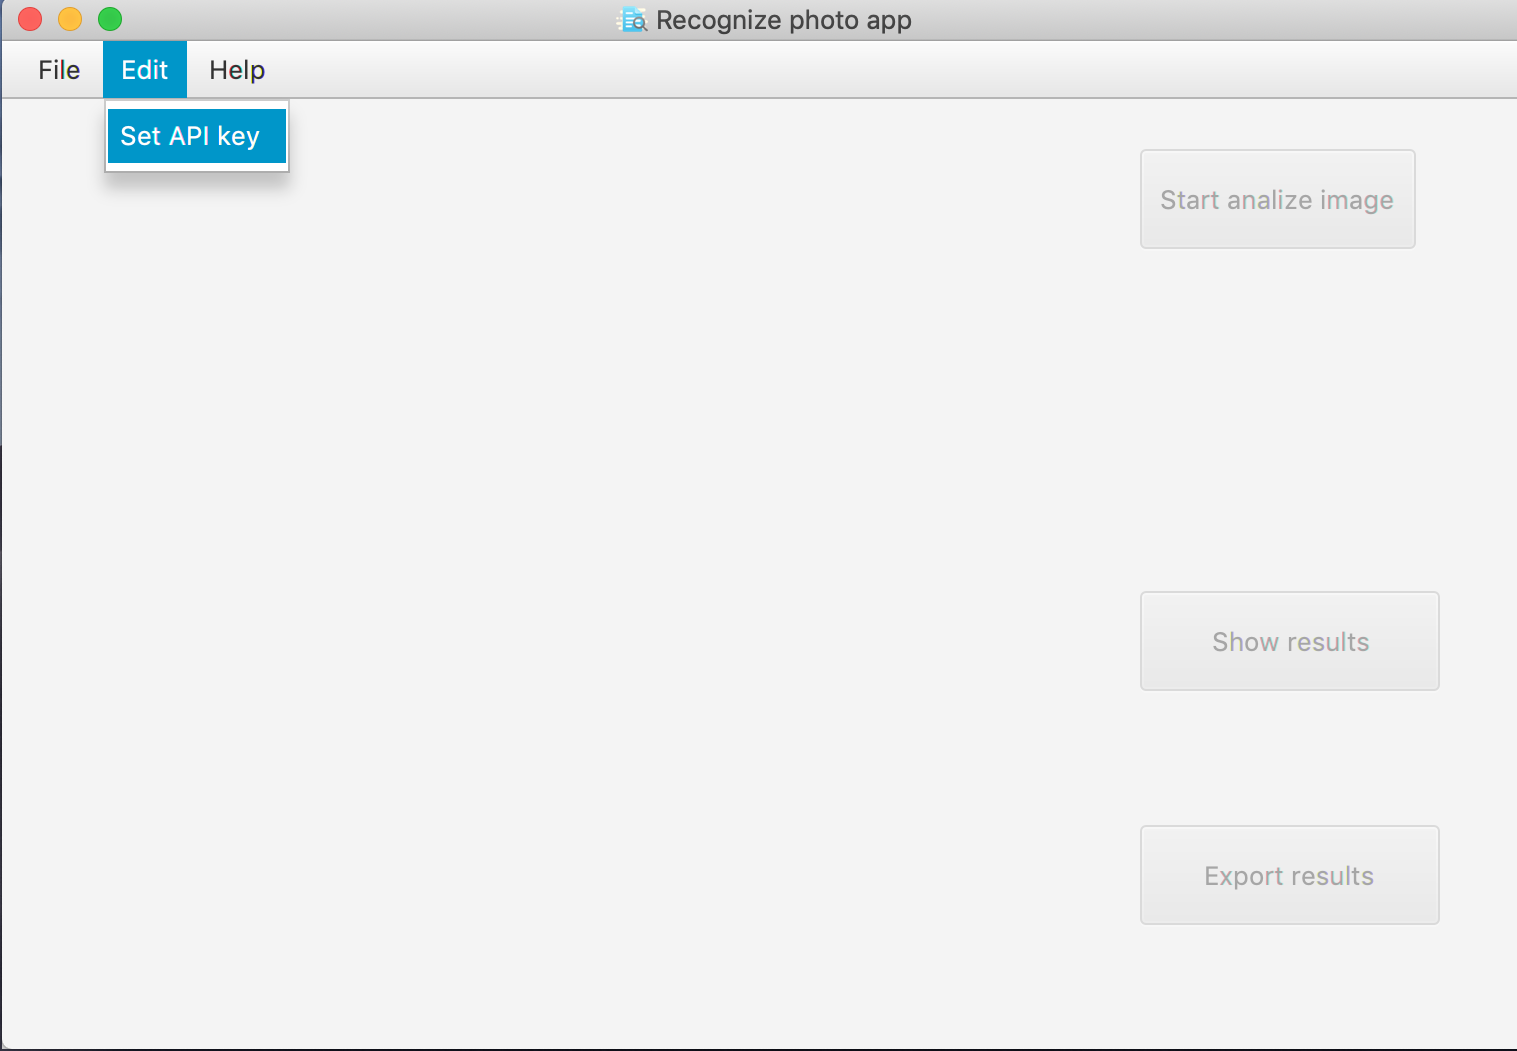 Recognize photo app
File Edit Help
Set API key
Start analize image
Show results
Export results